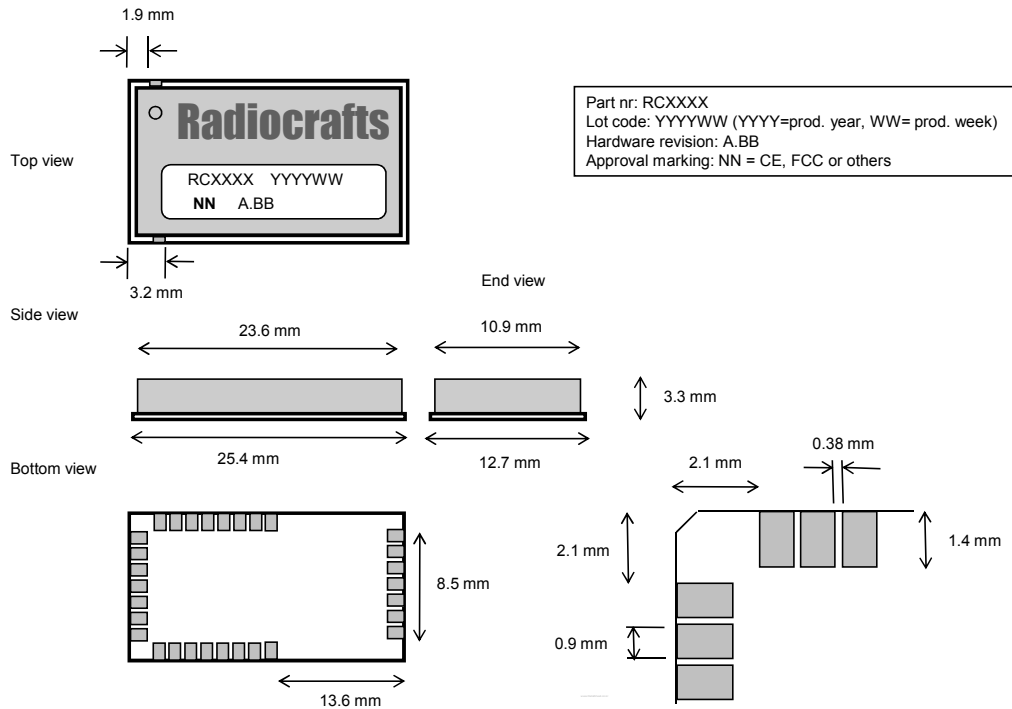 1.9 mm
Radiocrafts
RCXXXX YYYYWW
NN A.BB
Top view
Part nr: RCXXXX
Lot code: YYYYWW (YYYY=prod. year, WW= prod. week)
Hardware revision: A.BB
Approval marking: NN = CE, FCC or others
3.2 mm
End view
Side view
23.6 mm
10.9 mm
3.3 mm
25.4 mm
12.7 mm
Bottom view
2.1 mm
0.38 mm
2.1 mm
1.4 mm
8.5 mm
0.9 mm
13.6 mm